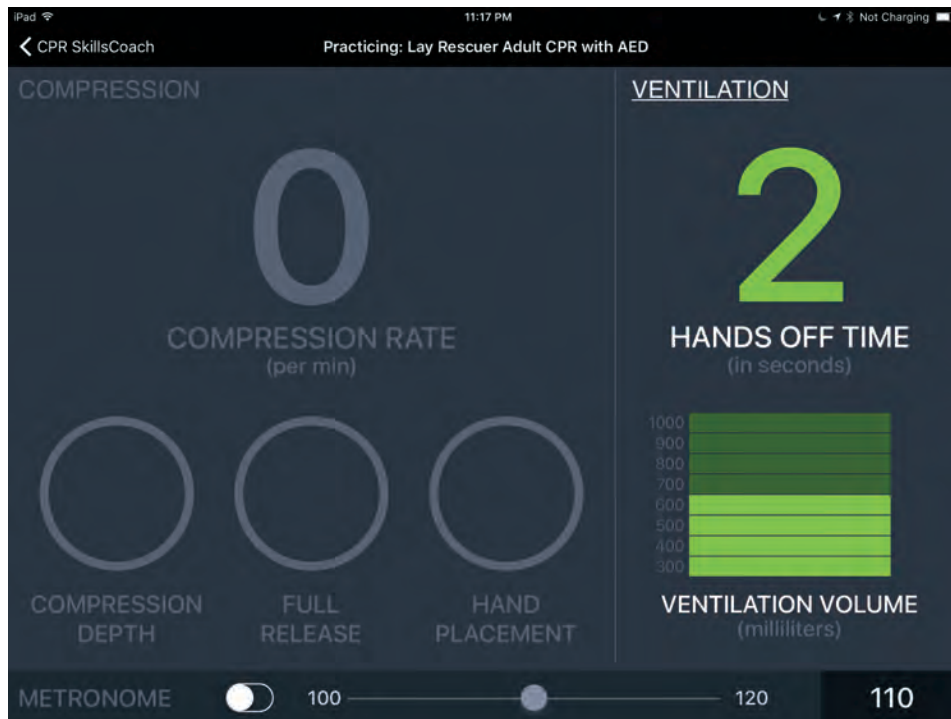 iPad
11:17 PM
Not Charging
CPR SkillsCoach
Practicing: Lay Rescuer Adult CPR with AED
COMPRESSION
0
COMPRESSION RATE
(per min)
COMPRESSION
DEPTH
FULL
RELEASE
HAND
PLACEMENT
VENTILATION
2
HANDS OFF TIME
(in seconds)
1000
900
800
700
600
500
400
300
VENTILATION VOLUME
(milliliters)
METRONOME
100
120
110